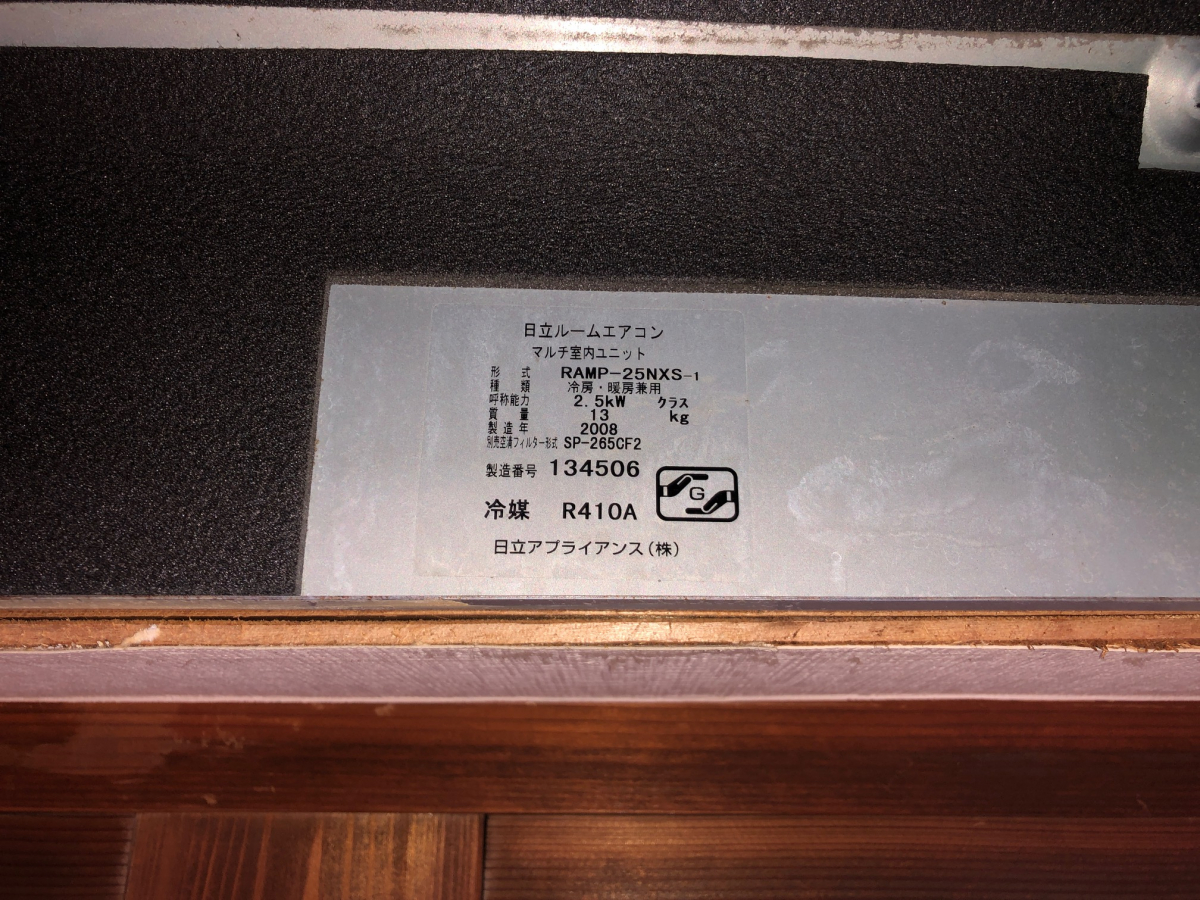 日立ルームエアコン
マルチ室内ユニット
形式 RAMP-25NXS-1
種類 冷房・暖房兼用
呼称能力 2.5kW クラス
質量 13 kg
製造年 2008
別売空清フィルター形式 SP-265CF2
製造番号 134506
G
冷媒 R410A
日立アプライアンス(株)